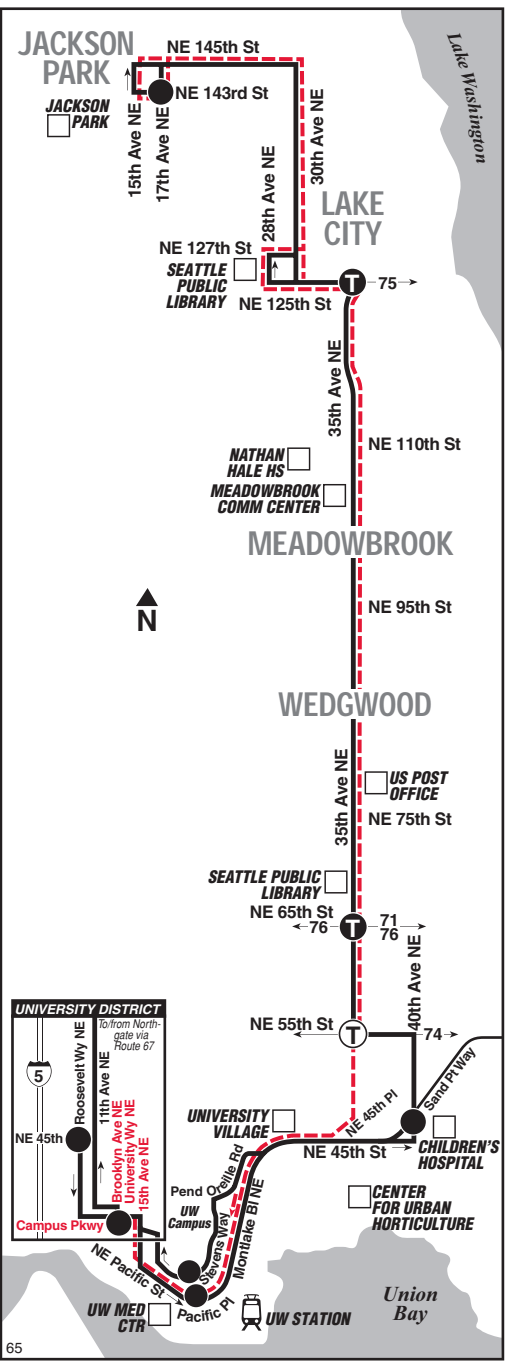 JACKSON
PARK
NE 145th St
NE 143rd St
JACKSON
PARK
15th Ave NE
17th Ave NE
28th Ave NE
30th Ave NE
Lake Washington
LAKE
CITY
NE 127th St
SEATTLE
PUBLIC
LIBRARY
NE 125th St
T
75
35th Ave NE
NE 110th St
NATHAN
HALE HS
MEADOWBROOK
COMM CENTER
MEADOWBROOK
N
NE 95th St
WEDGWOOD
35th Ave NE
US POST
OFFICE
NE 75th St
SEATTLE PUBLIC
LIBRARY
NE 65th St
76
T
71
76
40th Ave NE
NE 55th St
T
74
Sand Pt Way
NE 45th Pl
UNIVERSITY
VILLAGE
NE 45th St
CHILDREN'S
HOSPITAL
CENTER
FOR URBAN
HORTICULTURE
UNIVERSITY DISTRICT
To/from North-
gate via
Route 67
5
Roosevelt Wy NE
11th Ave NE
NE 45th
Brooklyn Ave NE
University Wy NE
15th Ave NE
Campus Pkwy
Pend Oreille Rd
UW
Campus
Stevens Way
Montlake Bl NE
NE Pacific St
Pacific Pl
UW MED
CTR
UW STATION
Union
Bay
65